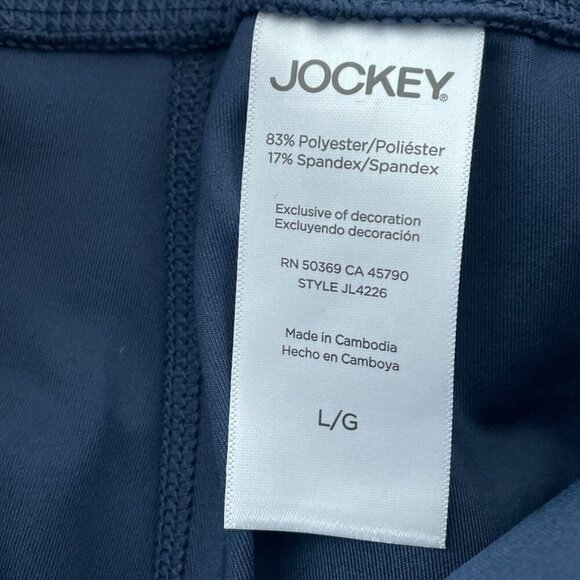 JOCKEY®
83% Polyester/Poliéster
17% Spandex/Spandex
Exclusive of decoration
Excluyendo decoración
RN 50369 CA 45790
STYLE JL4226
Made in Cambodia
Hecho en Camboya
L/G